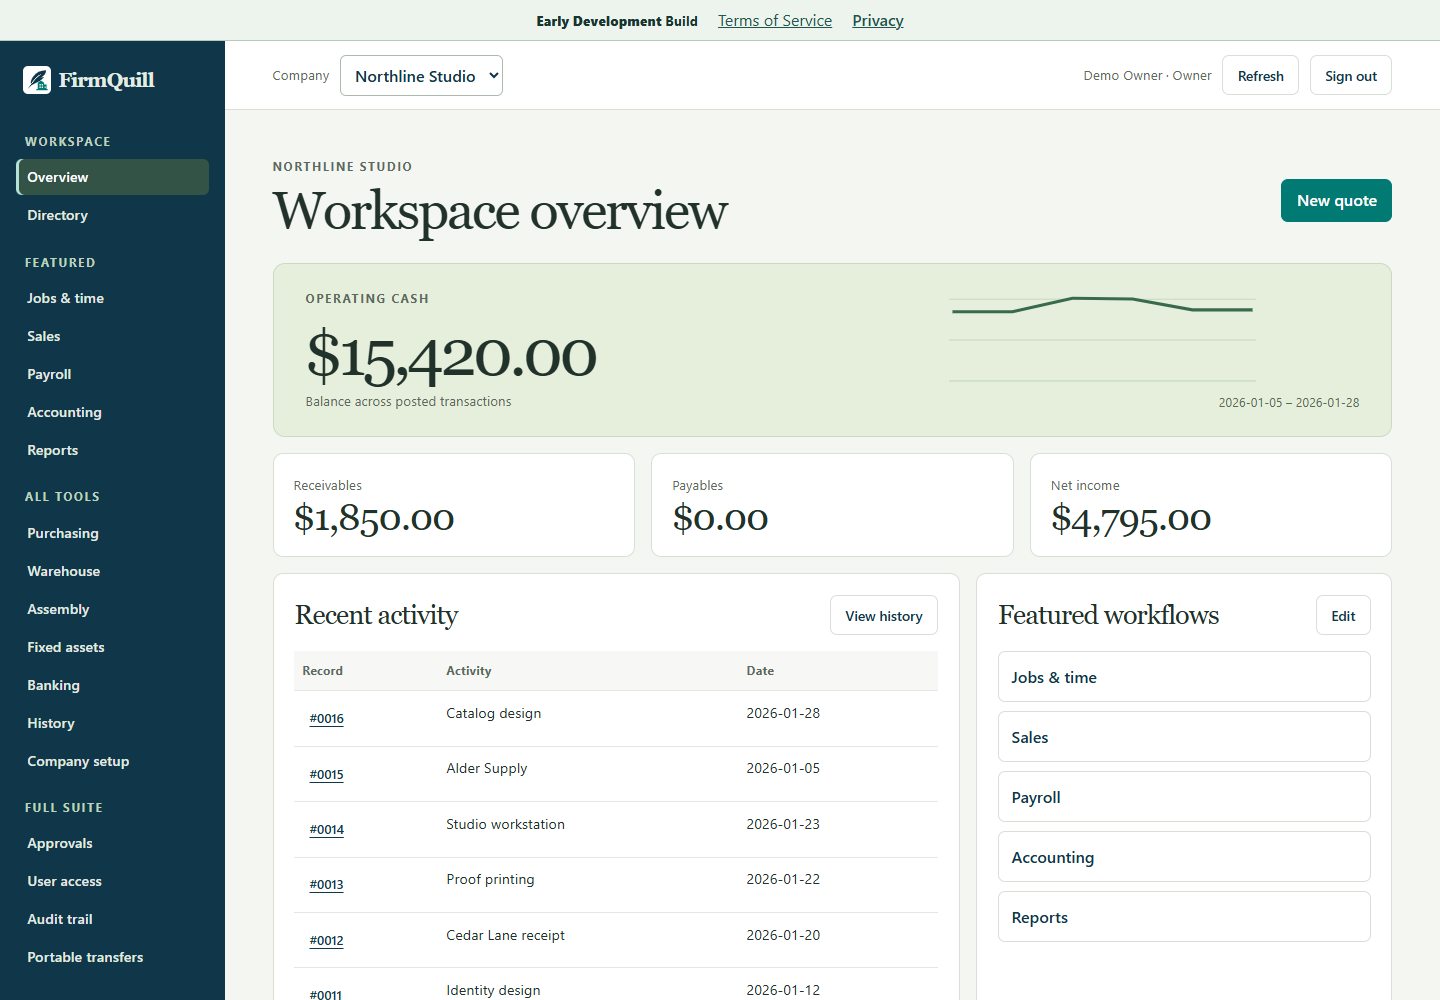 Early Development Build Terms of Service Privacy
FirmQuill
Company Northline Studio Demo Owner · Owner Refresh Sign out
WORKSPACE
Overview
Directory
FEATURED
Jobs & time
Sales
Payroll
Accounting
Reports
ALL TOOLS
Purchasing
Warehouse
Assembly
Fixed assets
Banking
History
Company setup
FULL SUITE
Approvals
User access
Audit trail
Portable transfers
NORTHLINE STUDIO
Workspace overview
New quote
OPERATING CASH
$15,420.00
Balance across posted transactions
2026-01-05 – 2026-01-28
Receivables
$1,850.00
Payables
$0.00
Net income
$4,795.00
Recent activity
View history
Record Activity Date
#0016 Catalog design 2026-01-28
#0015 Alder Supply 2026-01-05
#0014 Studio workstation 2026-01-23
#0013 Proof printing 2026-01-22
#0012 Cedar Lane receipt 2026-01-20
#0011 Identity design 2026-01-12
Featured workflows
Edit
Jobs & time
Sales
Payroll
Accounting
Reports